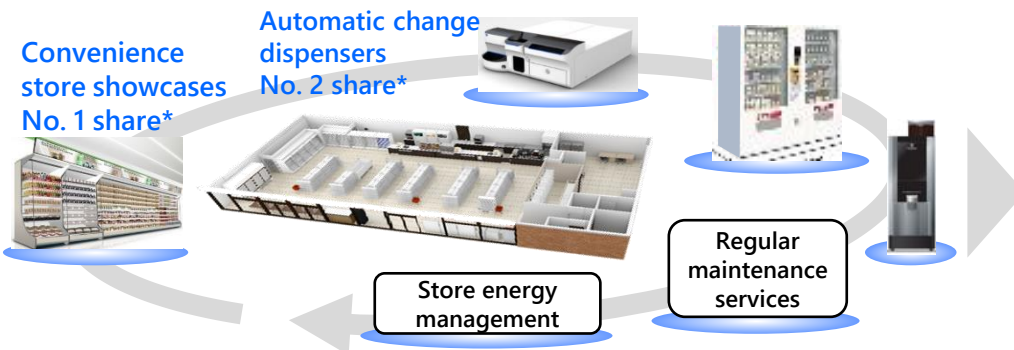 Convenience
store showcases
No. 1 share*
Automatic change
dispensers
No. 2 share*
Regular
maintenance
services
Store energy
management